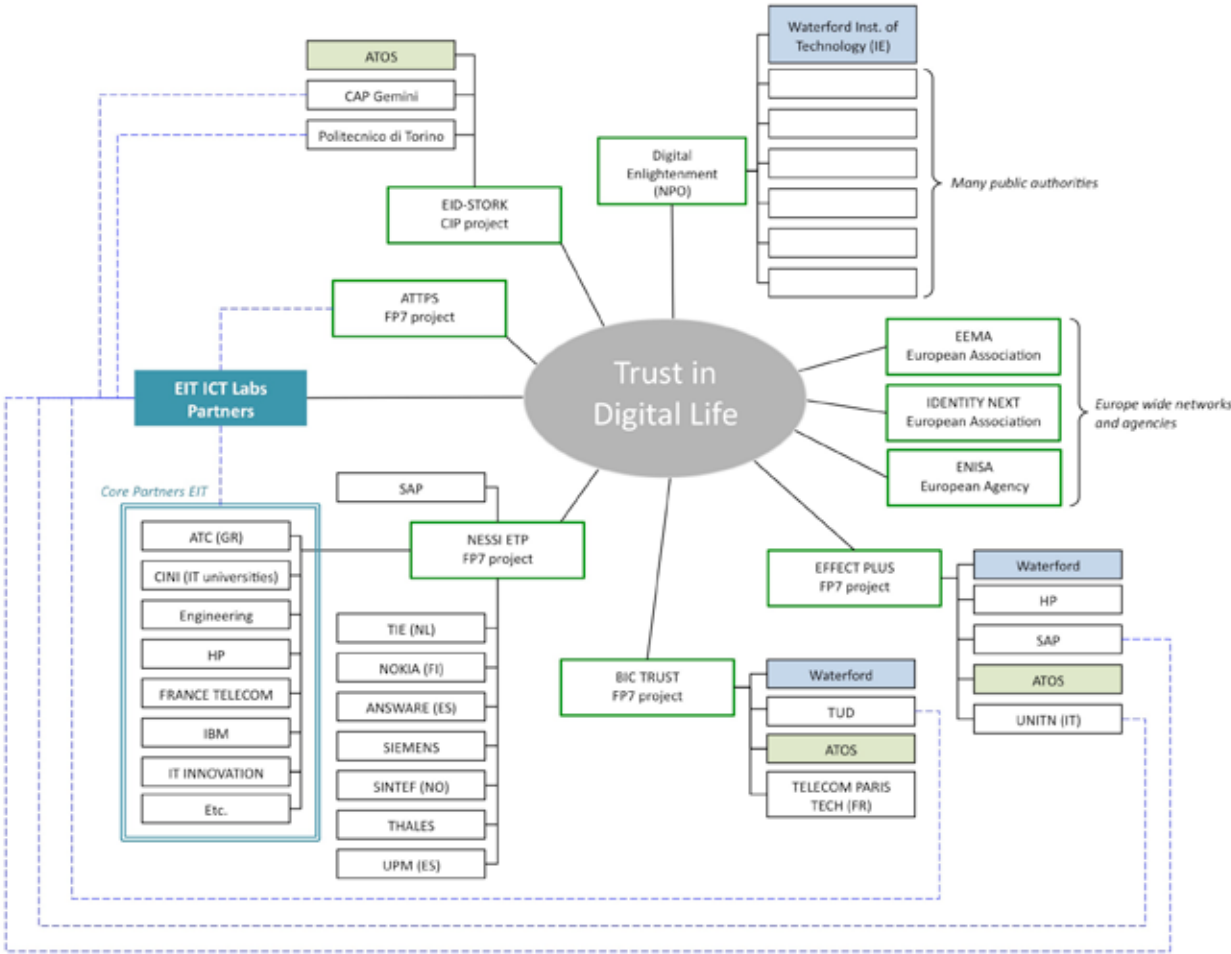 Waterford Inst. of
Technology (IE)
ATOS
CAP Gemini
Politecnico di Torino
Digital
Enlightenment
(NPO)
Many public authorities
EID-STORK
CIP project
ATTPS
FP7 project
EEMA
European Association
Trust in
Digital Life
EIT ICT Labs
Partners
IDENTITY NEXT
European Association
Europe wide networks
and agencies
ENISA
European Agency
Core Partners EIT
SAP
ATC (GR)
CINI (IT universities)
Engineering
HP
FRANCE TELECOM
IBM
IT INNOVATION
Etc.
NESSI ETP
FP7 project
TIE (NL)
NOKIA (FI)
ANSWARE (ES)
SIEMENS
SINTEF (NO)
THALES
UPM (ES)
EFFECT PLUS
FP7 project
Waterford
HP
SAP
ATOS
UNITN (IT)
BIC TRUST
FP7 project
Waterford
TUD
ATOS
TELECOM PARIS
TECH (FR)